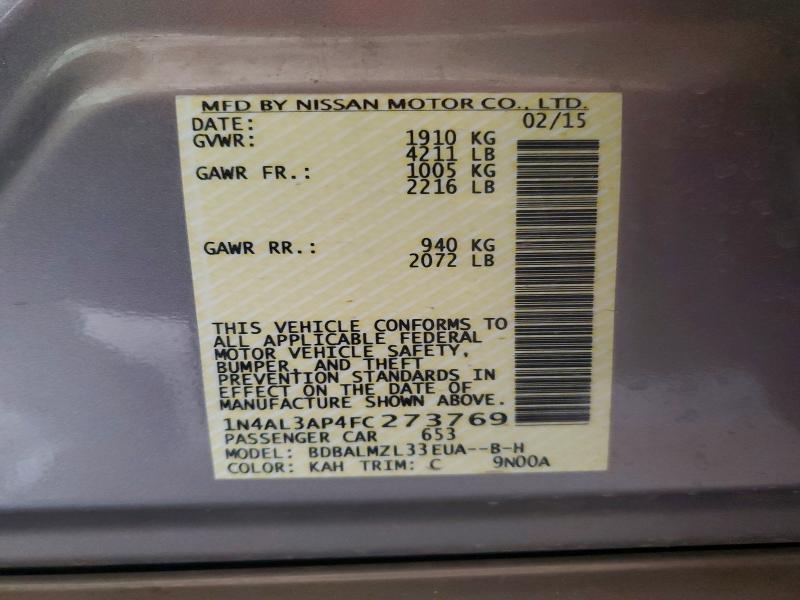 MFD BY NISSAN MOTOR CO., LTD.
DATE: 02/15
GVWR: 1910 KG
4211 LB
GAWR FR.: 1005 KG
2216 LB
GAWR RR.: 940 KG
2072 LB
THIS VEHICLE CONFORMS TO
ALL APPLICABLE FEDERAL
MOTOR VEHICLE SAFETY,
BUMPER, AND THEFT
PREVENTION STANDARDS IN
EFFECT ON THE DATE OF
MANUFACTURE SHOWN ABOVE.
1N4AL3AP4FC273769
PASSENGER CAR 653
MODEL: BDBALMZL33EUA--B-H
COLOR: KAH TRIM: C 9N00A